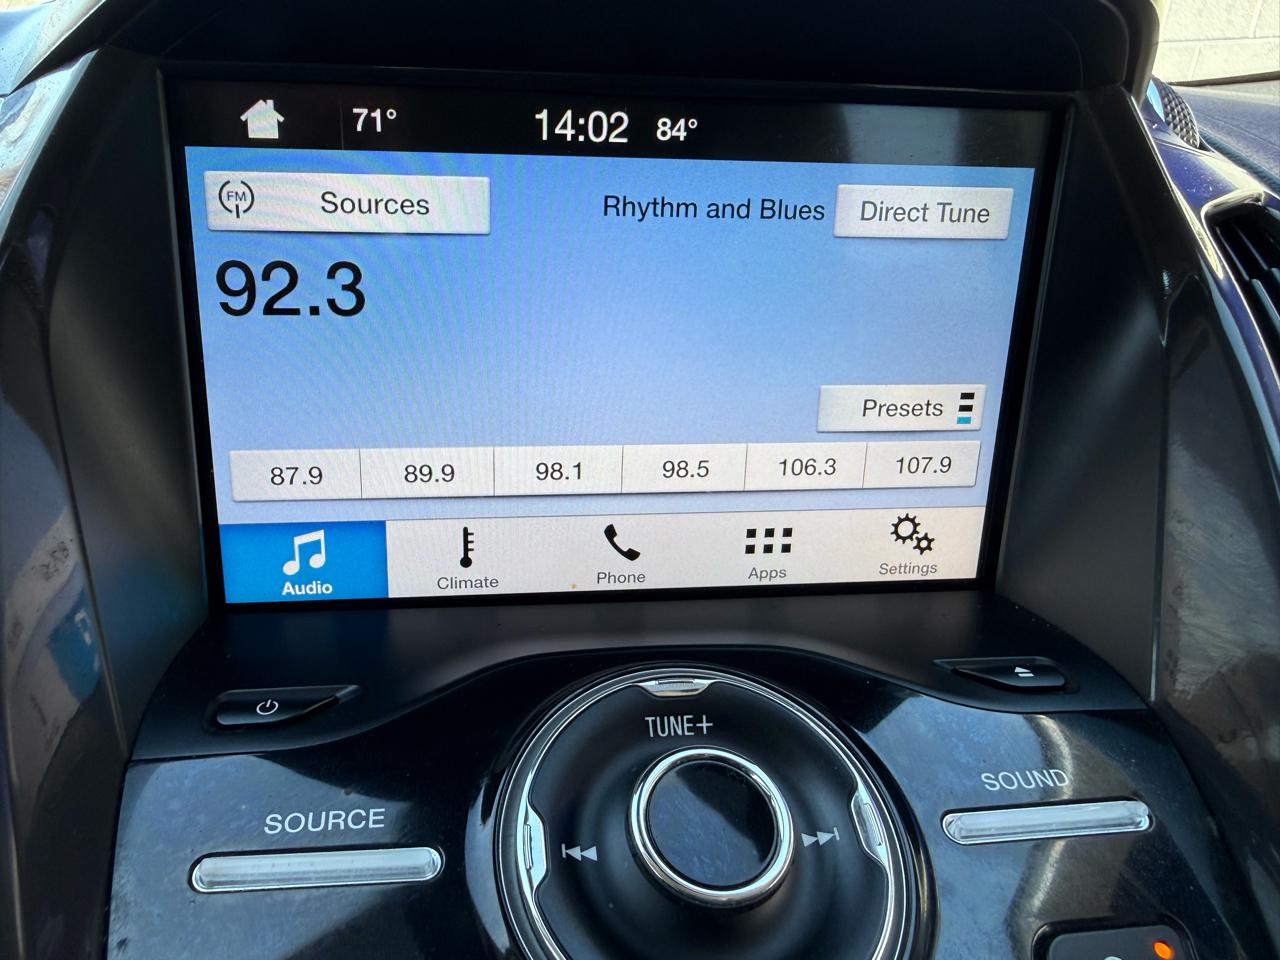 71° 14:02 84°
FM Sources Rhythm and Blues Direct Tune
92.3
Presets
87.9 89.9 98.1 98.5 106.3 107.9
Audio Climate Phone Apps Settings
TUNE+
SOURCE SOUND